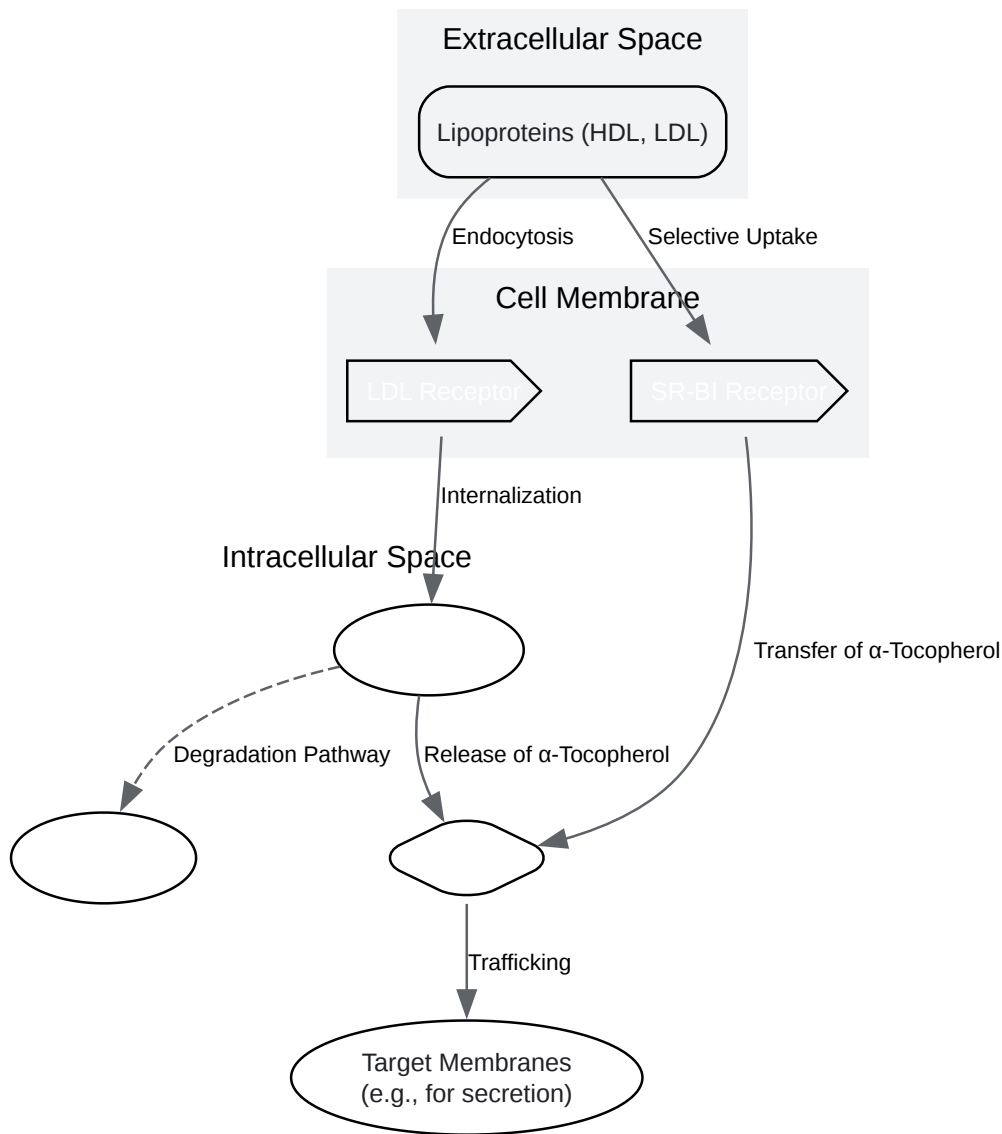 Extracellular Space
Lipoproteins (HDL, LDL)
Endocytosis
Selective Uptake
Cell Membrane
LDL Receptor
SR-BI Receptor
Internalization
Intracellular Space
Transfer of α-Tocopherol
Degradation Pathway
Release of α-Tocopherol
Trafficking
Target Membranes
(e.g., for secretion)